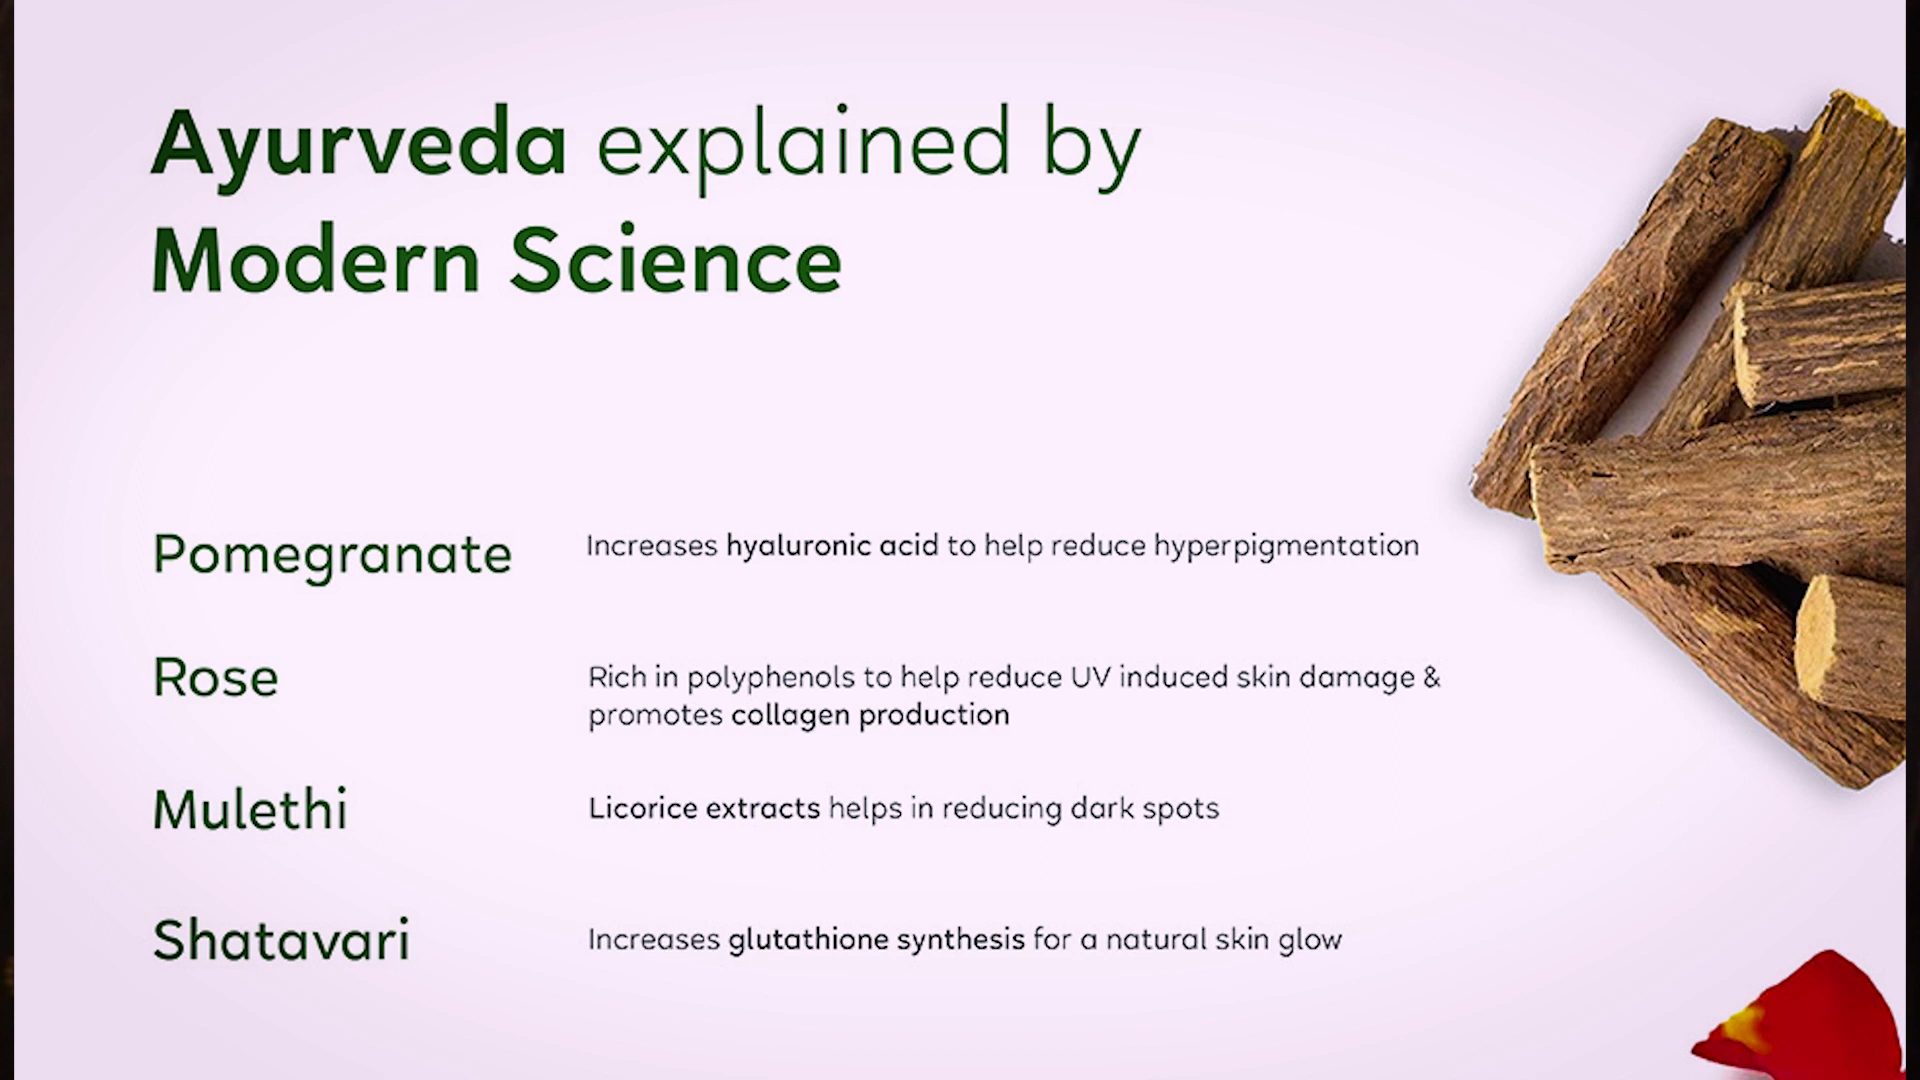 Ayurveda explained by
Modern Science
Pomegranate
Increases hyaluronic acid to help reduce hyperpigmentation
Rose
Rich in polyphenols to help reduce UV induced skin damage &
promotes collagen production
Mulethi
Licorice extracts helps in reducing dark spots
Shatavari
Increases glutathione synthesis for a natural skin glow